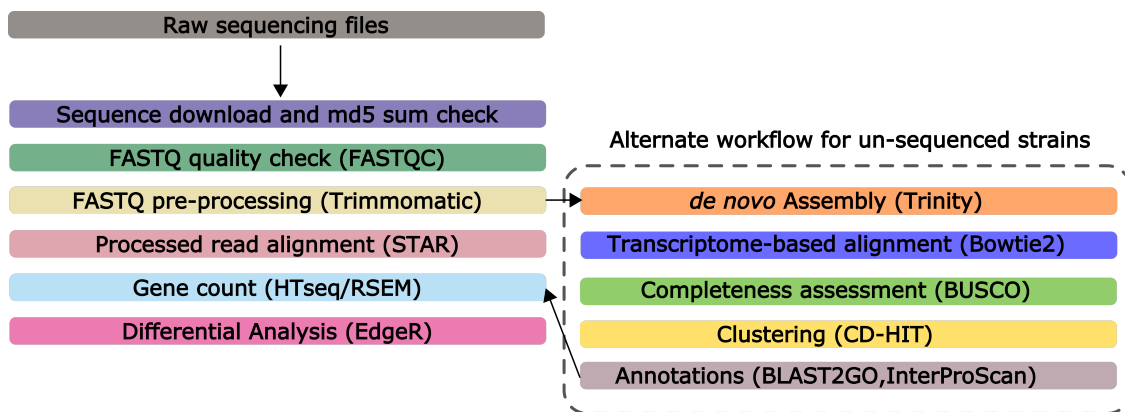 Raw sequencing files
Sequence download and md5 sum check
FASTQ quality check (FASTQC)
FASTQ pre-processing (Trimmomatic)
Processed read alignment (STAR)
Gene count (HTseq/RSEM)
Differential Analysis (EdgeR)
Alternate workflow for un-sequenced strains
de novo Assembly (Trinity)
Transcriptome-based alignment (Bowtie2)
Completeness assessment (BUSCO)
Clustering (CD-HIT)
Annotations (BLAST2GO,InterProScan)